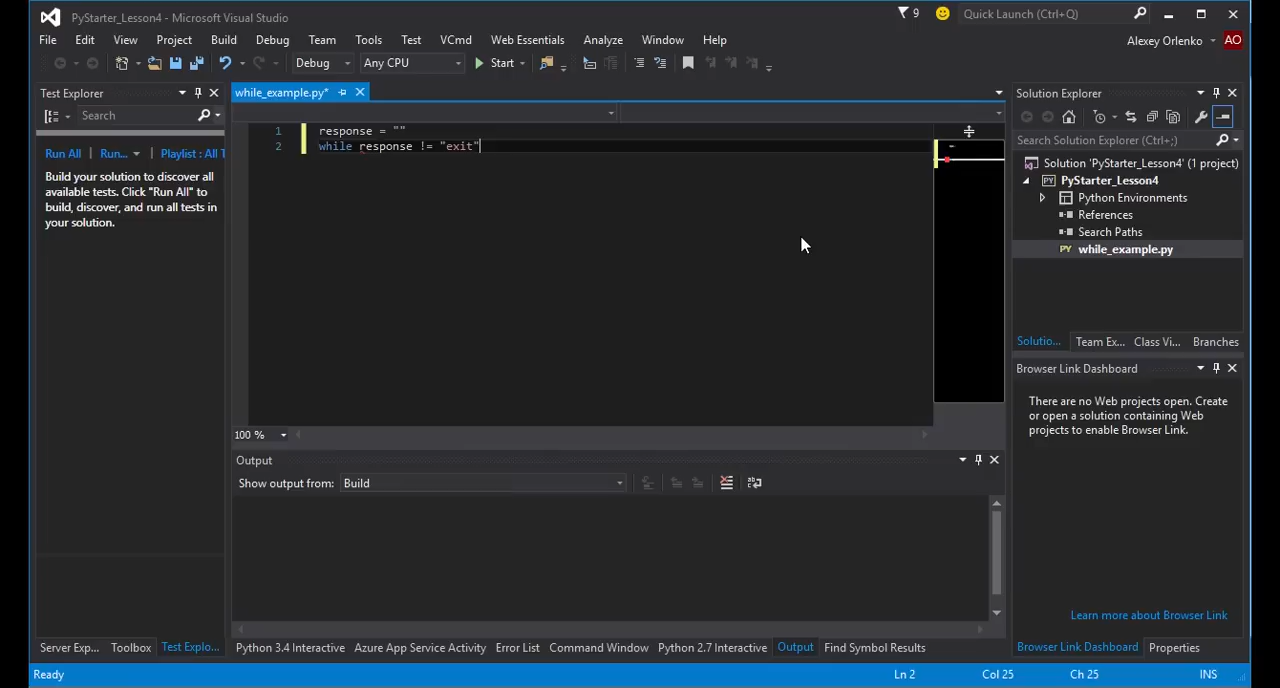 PyStarter_Lesson4 - Microsoft Visual Studio
9
Quick Launch (Ctrl+Q)
File Edit View Project Build Debug Team Tools Test VCmd Web Essentials Analyze Window Help
Alexey Orlenko AO
Debug Any CPU Start
Test Explorer
Search
Run All Run... Playlist : All T
Build your solution to discover all
available tests. Click "Run All" to
build, discover, and run all tests in
your solution.
while_example.py*
1 response = ""
2 while response != "exit"
100 %
Output
Show output from: Build
Solution Explorer
Search Solution Explorer (Ctrl+;)
Solution 'PyStarter_Lesson4' (1 project)
PyStarter_Lesson4
Python Environments
References
Search Paths
PY while_example.py
Solutio... Team Ex... Class Vi... Branches
Browser Link Dashboard
There are no Web projects open. Create
or open a solution containing Web
projects to enable Browser Link.
Learn more about Browser Link
Server Exp... Toolbox Test Explo... Python 3.4 Interactive Azure App Service Activity Error List Command Window Python 2.7 Interactive Output Find Symbol Results Browser Link Dashboard Properties
Ready Ln 2 Col 25 Ch 25 INS